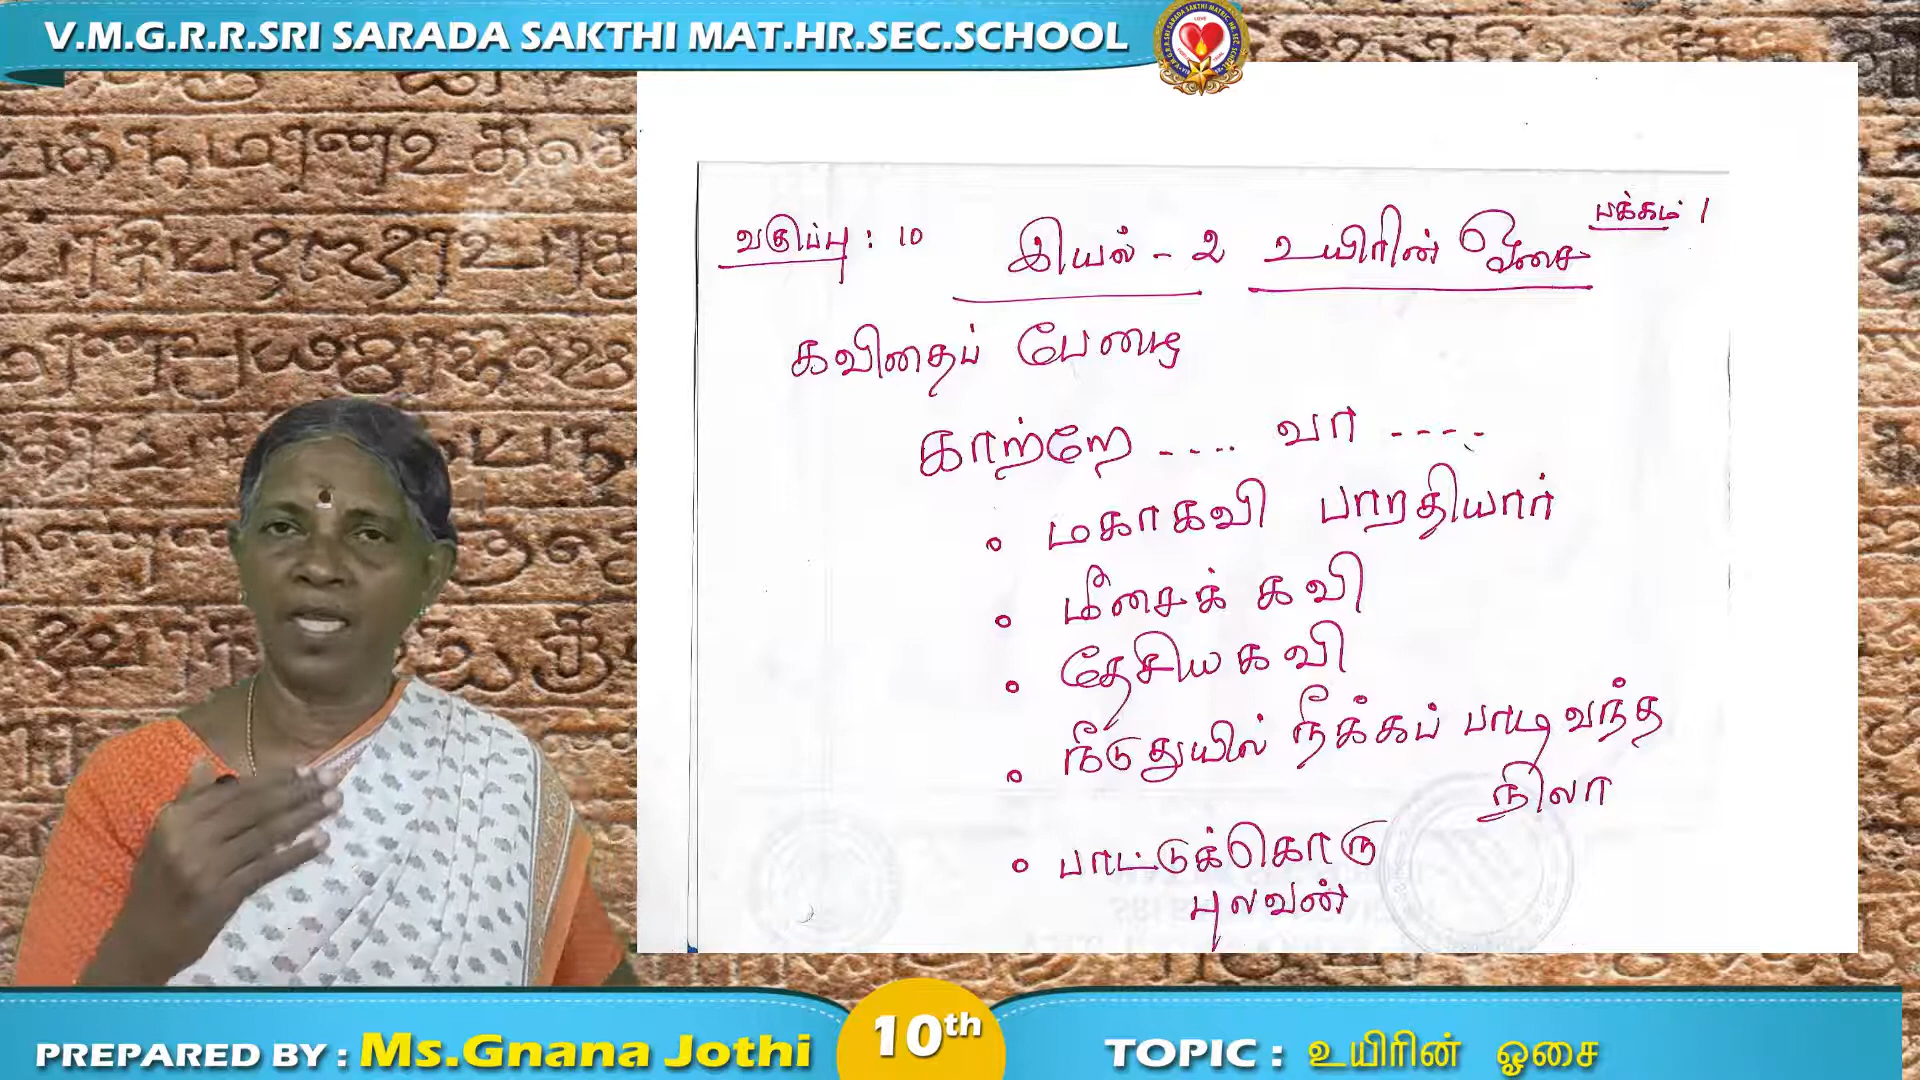 V.M.G.R.R.SRI SARADA SAKTHI MAT.HR.SEC.SCHOOL
பக்கம் 1
வகுப்பு : 10 இயல் - 2 உயிரின் ஓசை
கவிதைப் பேழை
காற்றே .... வா ----
• மகாகவி பாரதியார்
• மீசைக் கவி
• தேசிய கவி
• நீடுதுயில் நீக்கப் பாடி வந்த
நிலா
• பாட்டுக்கொரு
புலவன்
PREPARED BY : Ms.Gnana Jothi
10th
TOPIC : உயிரின் ஓசை